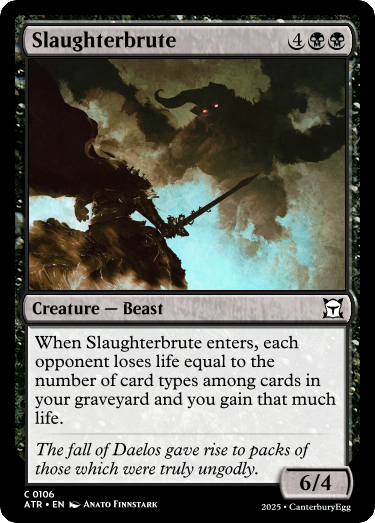 Slaughterbrute 4
Creature — Beast
When Slaughterbrute enters, each
opponent loses life equal to the
number of card types among cards in
your graveyard and you gain that much
life.
The fall of Daelos gave rise to packs of
those which were truly ungodly.
6/4
C 0106
ATR • EN Anato Finnstark
2025 • CanterburyEgg